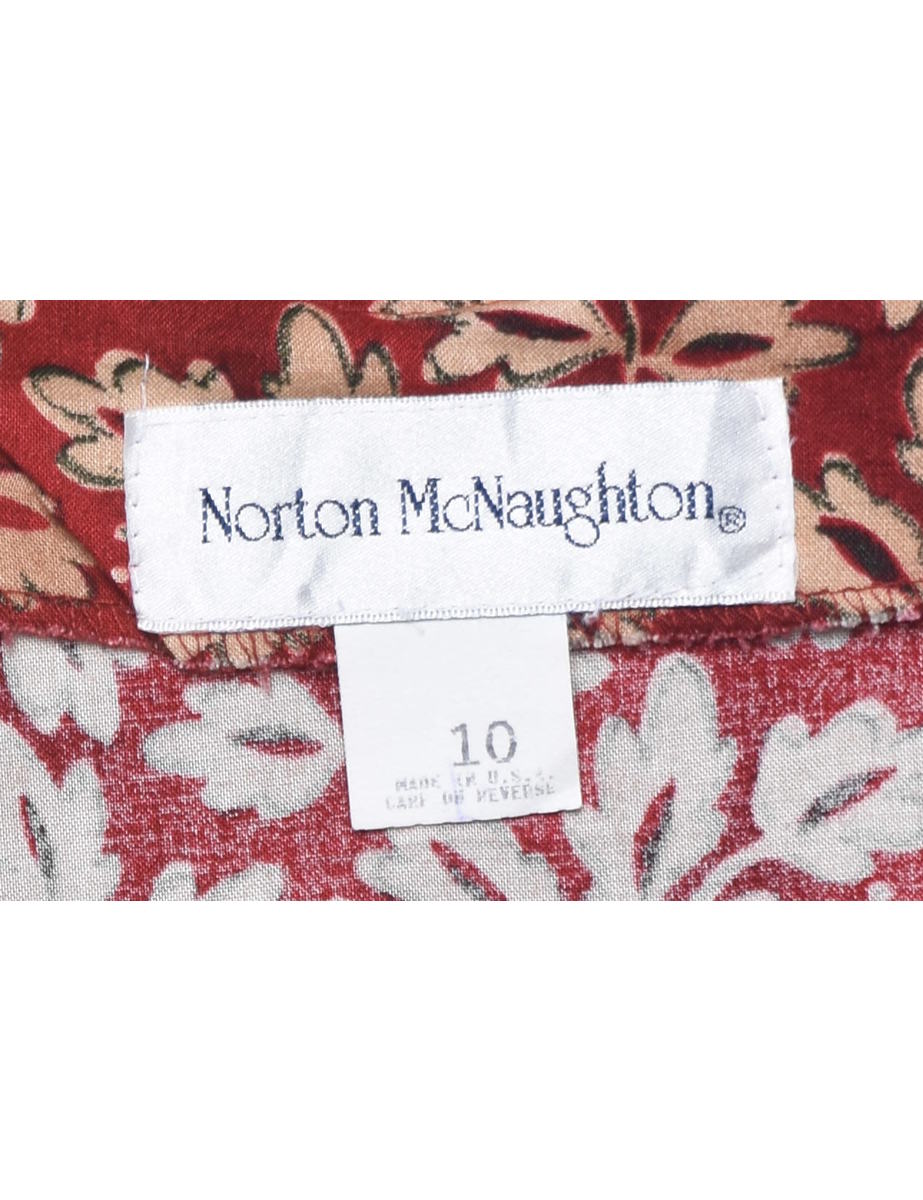 Norton McNaughton®
10
MADE IN U.S.A.
CARE ON REVERSE